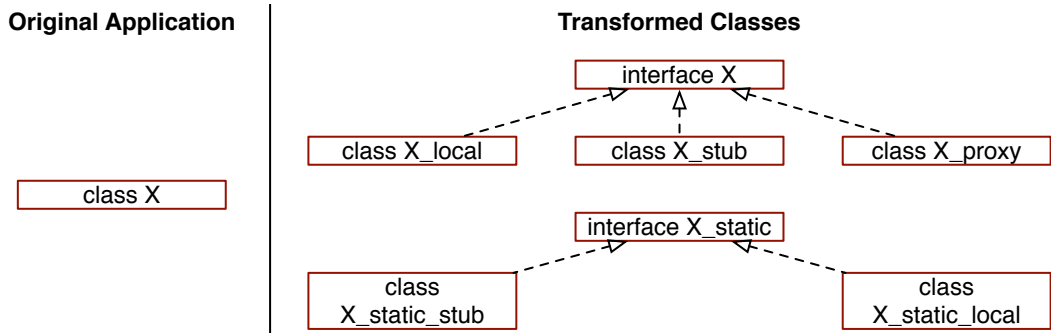 Original Application
Transformed Classes
interface X
class X_local
class X_stub
class X_proxy
class X
interface X_static
class
X_static_stub
class
X_static_local